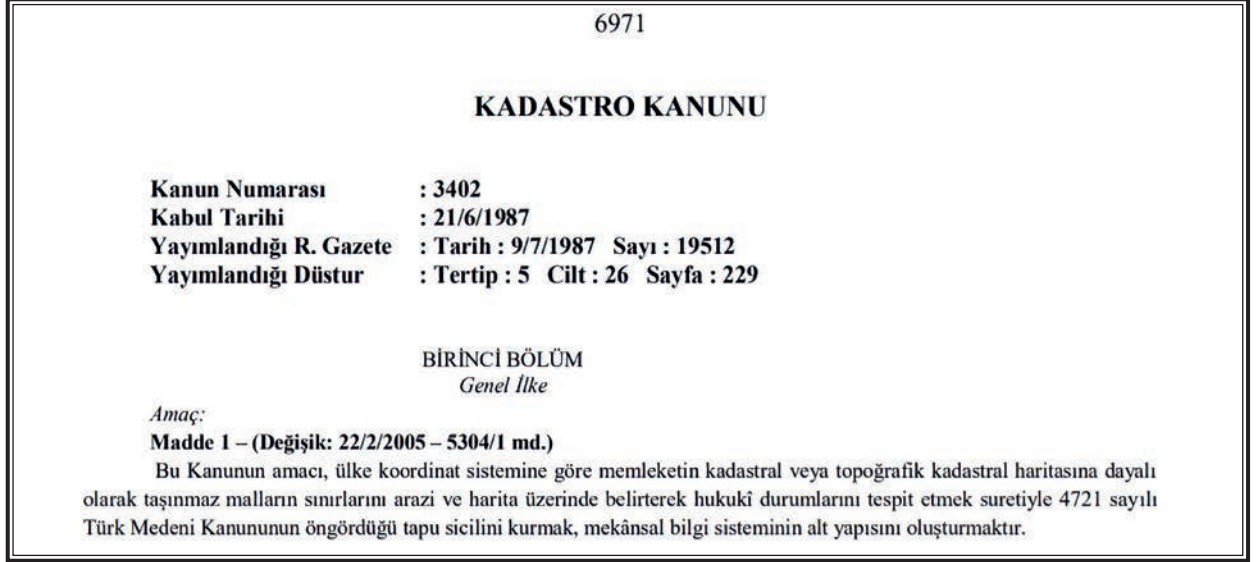 6971
KADASTRO KANUNU
Kanun Numarası : 3402
Kabul Tarihi : 21/6/1987
Yayımlandığı R. Gazete : Tarih : 9/7/1987 Sayı : 19512
Yayımlandığı Düstur : Tertip : 5 Cilt : 26 Sayfa : 229
BİRİNCİ BÖLÜM
Genel İlke
Amaç:
Madde 1 – (Değişik: 22/2/2005 – 5304/1 md.)
Bu Kanunun amacı, ülke koordinat sistemine göre memleketin kadastral veya topoğrafik kadastral haritasına dayalı
olarak taşınmaz malların sınırlarını arazi ve harita üzerinde belirterek hukukî durumlarını tespit etmek suretiyle 4721 sayılı
Türk Medeni Kanununun öngördüğü tapu sicilini kurmak, mekânsal bilgi sisteminin alt yapısını oluşturmaktır.